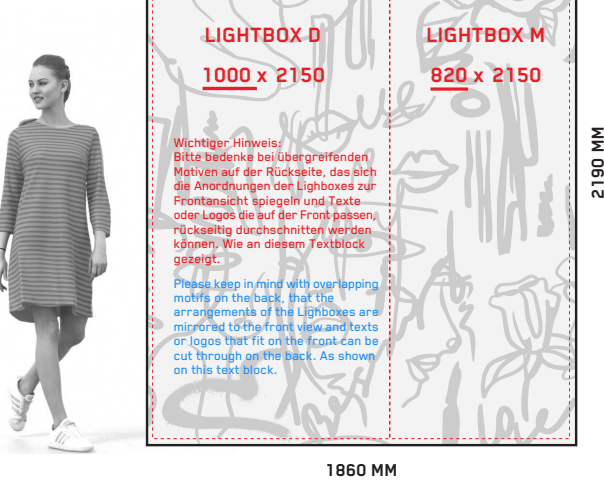 LIGHTBOX D
1000 x 2150
LIGHTBOX M
820 x 2150
Wichtiger Hinweis:
Bitte bedenke bei übergreifenden
Motiven auf der Rückseite, das sich
die Anordnungen der Lighboxes zur
Frontansicht spiegeln und Texte
oder Logos die auf der Front passen,
rückseitig durchschnitten werden
können. Wie an diesem Textblock
gezeigt.
Please keep in mind with overlapping
motifs on the back, that the
arrangements of the Lighboxes are
mirrored to the front view and texts
or logos that fit on the front can be
cut through on the back. As shown
on this text block.
2190 MM
1860 MM